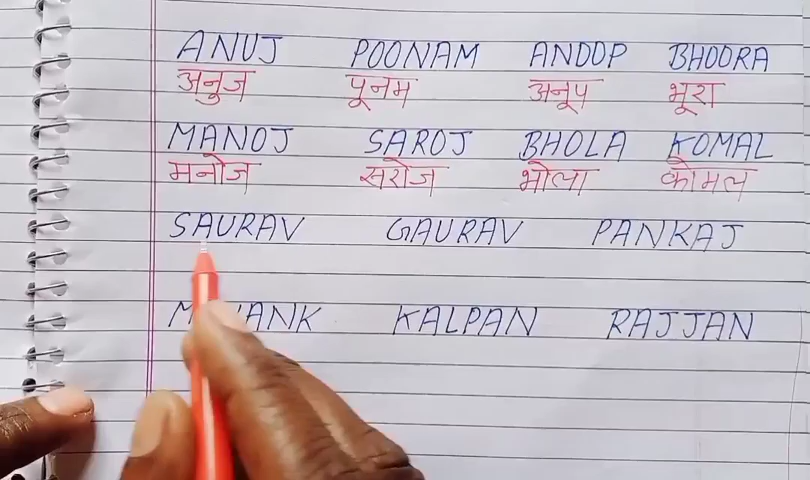 ANUJ POONAM ANOOP BHOORA
अनुज पूनम अनूप भूरा
MANOJ SAROJ BHOLA KOMAL
मनोज सरोज भोला कोमल
SAURAV GAURAV PANKAJ
KALPAN RAJJAN